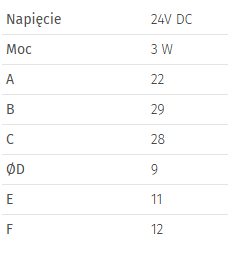 Napięcie 24V DC
Moc 3 W
A 22
B 29
C 28
ØD 9
E 11
F 12